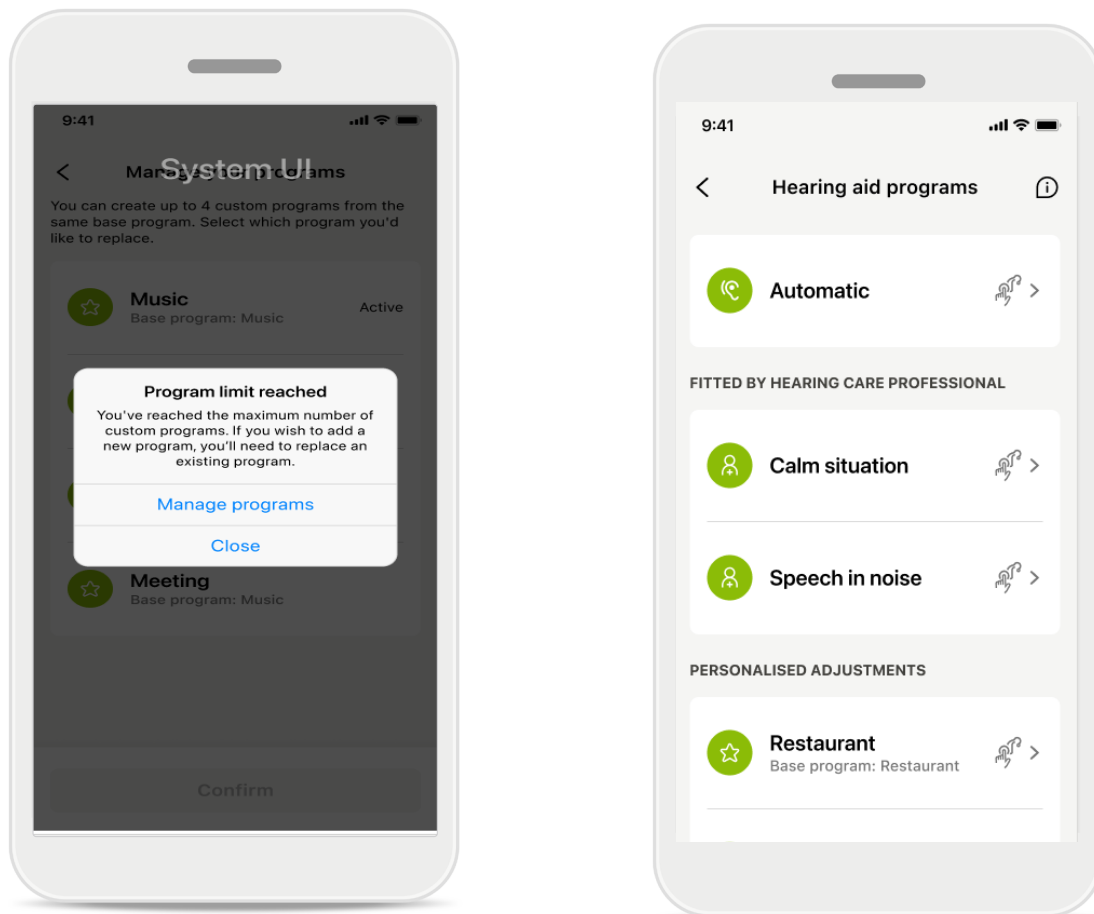 9:41
System UI
Manage your programs
You can create up to 4 custom programs from the
same base program. Select which program you'd
like to replace.
Music
Base program: Music
Active
Program limit reached
You've reached the maximum number of
custom programs. If you wish to add a
new program, you'll need to replace an
existing program.
Manage programs
Close
Meeting
Base program: Music
Confirm
9:41
Hearing aid programs
Automatic
FITTED BY HEARING CARE PROFESSIONAL
Calm situation
Speech in noise
PERSONALISED ADJUSTMENTS
Restaurant
Base program: Restaurant